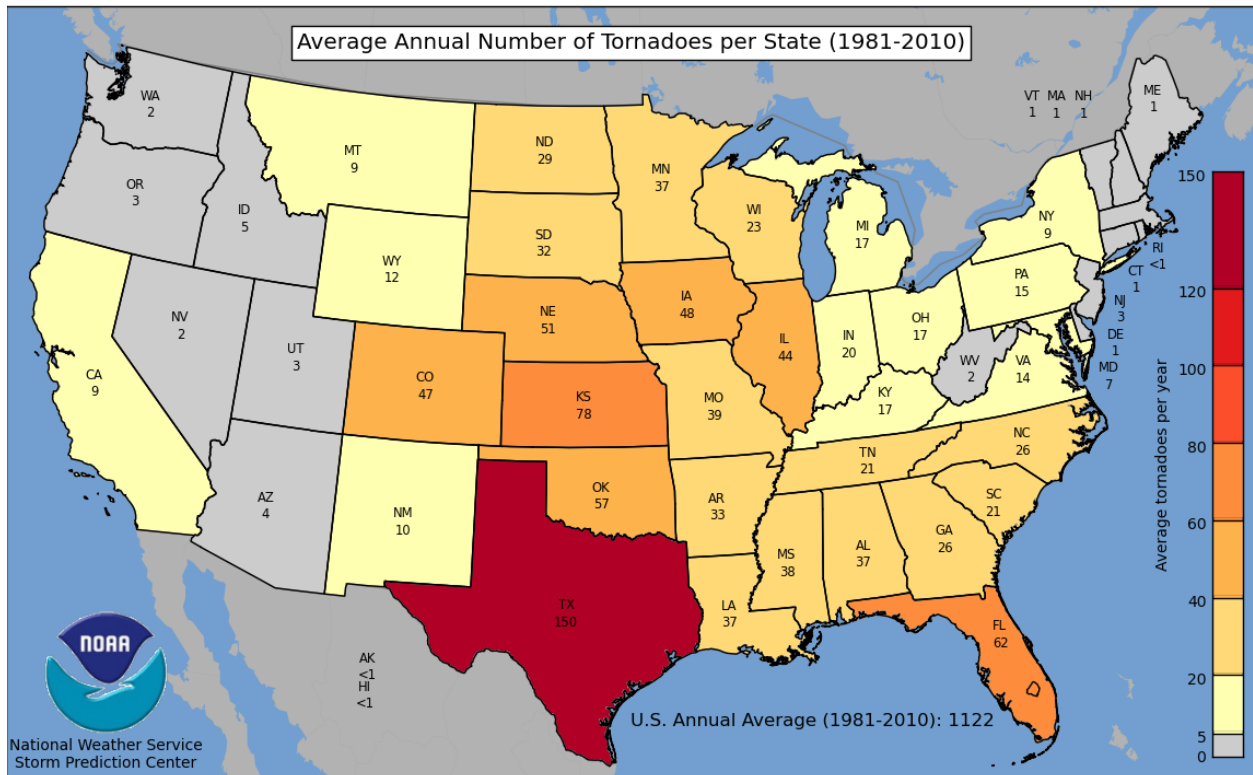 Average Annual Number of Tornadoes per State (1981-2010)
WA
2
OR
3
ID
5
MT
9
ND
29
MN
37
VT MA NH
1 1 1
ME
1
SD
32
WI
23
MI
17
NY
9
RI
<1
CT
1
WY
12
NE
51
IA
48
PA
15
NJ
3
DE
1
MD
7
NV
2
UT
3
CO
47
KS
78
MO
39
IL
44
IN
20
OH
17
WV
2
VA
14
KY
17
CA
9
AZ
4
NM
10
OK
57
AR
33
TN
21
NC
26
SC
21
TX
150
LA
37
MS
38
AL
37
GA
26
FL
62
AK
<1
HI
<1
U.S. Annual Average (1981-2010): 1122
NOAA
National Weather Service
Storm Prediction Center
Average tornadoes per year
150
120
100
80
60
40
20
5
0